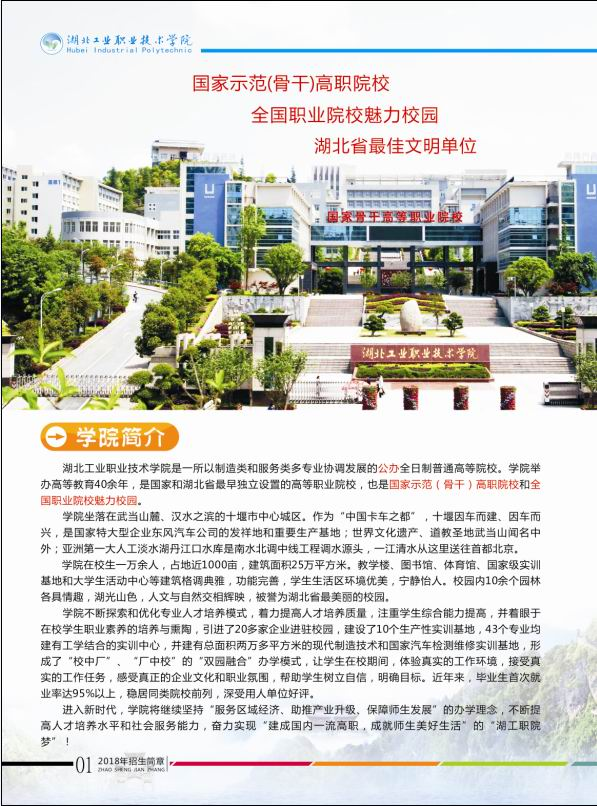 湖北工业职业技术学院
Hubei Industrial Polytechnic
国家示范(骨干)高职院校
全国职业院校魅力校园
湖北省最佳文明单位
国家骨干高等职业院校
湖北工业职业技术学院
学院简介
湖北工业职业技术学院是一所以制造类和服务类多专业协调发展的公办全日制普通高等院校。学院举
办高等教育40余年，是国家和湖北省最早独立设置的高等职业院校，也是国家示范（骨干）高职院校和全
国职业院校魅力校园。
学院坐落在武当山麓、汉水之滨的十堰市中心城区。作为“中国卡车之都”，十堰因车而建、因车而
兴，是国家特大型企业东风汽车公司的发祥地和重要生产基地；世界文化遗产、道教圣地武当山闻名中
外；亚洲第一大人工淡水湖丹江口水库是南水北调中线工程调水源头，一江清水从这里送往首都北京。
学院在校生一万余人，占地近1000亩，建筑面积25万平方米。教学楼、图书馆、体育馆、国家级实训
基地和大学生活动中心等建筑格调典雅，功能完善，学生生活区环境优美，宁静怡人。校园内10余个园林
各具情趣，湖光山色，人文与自然交相辉映，被誉为湖北省最美丽的校园。
学院不断探索和优化专业人才培养模式，着力提高人才培养质量，注重学生综合能力提高，并着眼于
在校学生职业素养的培养与熏陶，引进了20多家企业进驻校园，建设了10个生产性实训基地，43个专业均
建有工学结合的实训中心，并建有总面积两万多平方米的现代制造技术和国家汽车检测维修实训基地，形
成了“校中厂”、“厂中校”的“双园融合”办学模式，让学生在校期间，体验真实的工作环境，接受真
实的工作任务，感受真正的企业文化和职业氛围，帮助学生树立自信，明确目标。近年来，毕业生首次就
业率达95%以上，稳居同类院校前列，深受用人单位好评。
进入新时代，学院将继续坚持“服务区域经济、助推产业升级、保障师生发展”的办学理念，不断提
高人才培养水平和社会服务能力，奋力实现“建成国内一流高职，成就师生美好生活”的“湖工职院
梦”！
01 2018年招生简章
ZHAO SHENG JIAN ZHANG